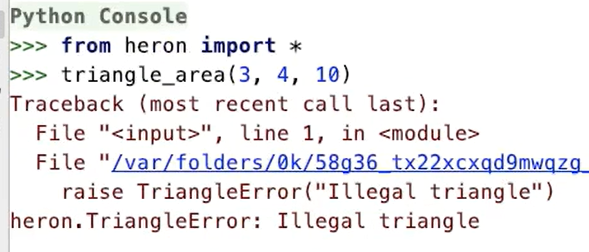 Python Console
>>> from heron import *
>>> triangle_area(3, 4, 10)
Traceback (most recent call last):
  File "<input>", line 1, in <module>
  File "/var/folders/0k/58g36_tx22xcxqd9mwqzg_
    raise TriangleError("Illegal triangle")
heron.TriangleError: Illegal triangle